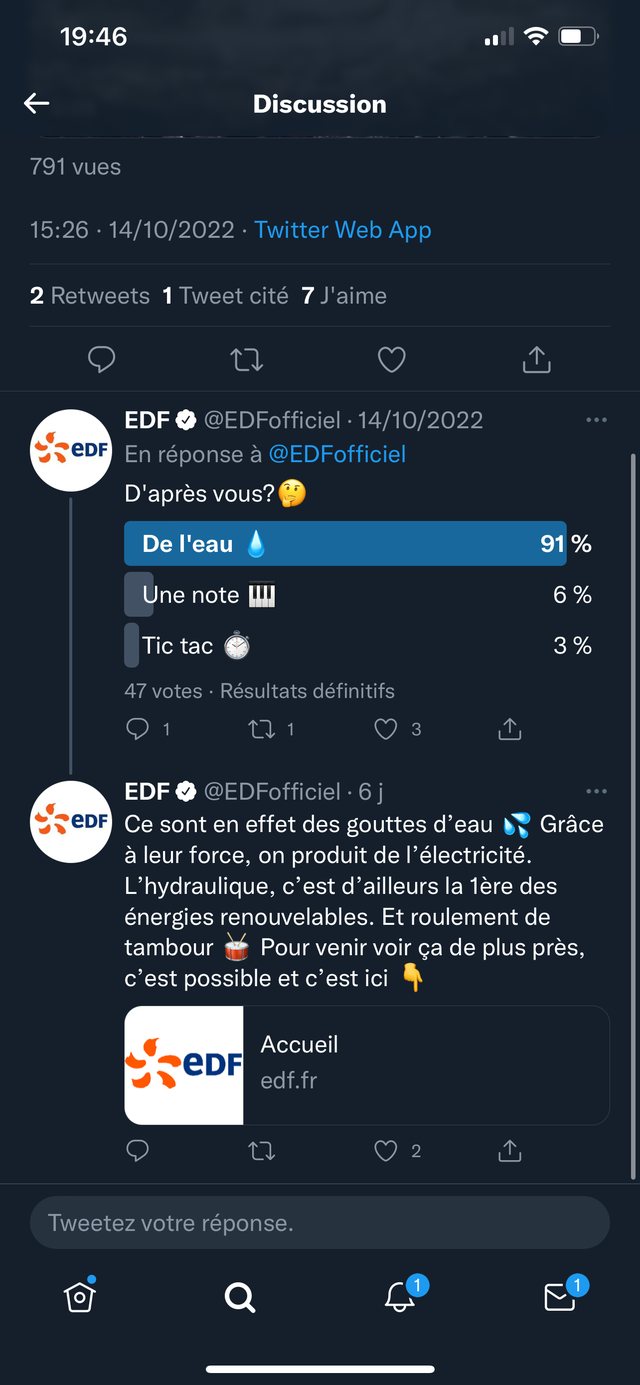 19:46
Discussion
791 vues
15:26 · 14/10/2022 · Twitter Web App
2 Retweets 1 Tweet cité 7 J'aime
EDF @EDFofficiel · 14/10/2022
eDF
En réponse à @EDFofficiel
D'après vous?🤔
De l'eau 💧 91 %
Une note 🎹 6 %
Tic tac ⏱ 3 %
47 votes · Résultats définitifs
1 1 3
EDF @EDFofficiel · 6 j
eDF
Ce sont en effet des gouttes d’eau 💦 Grâce
à leur force, on produit de l’électricité.
L’hydraulique, c’est d’ailleurs la 1ère des
énergies renouvelables. Et roulement de
tambour 🥁 Pour venir voir ça de plus près,
c’est possible et c’est ici 👇
eDF
Accueil
edf.fr
2
Tweetez votre réponse.
1 1